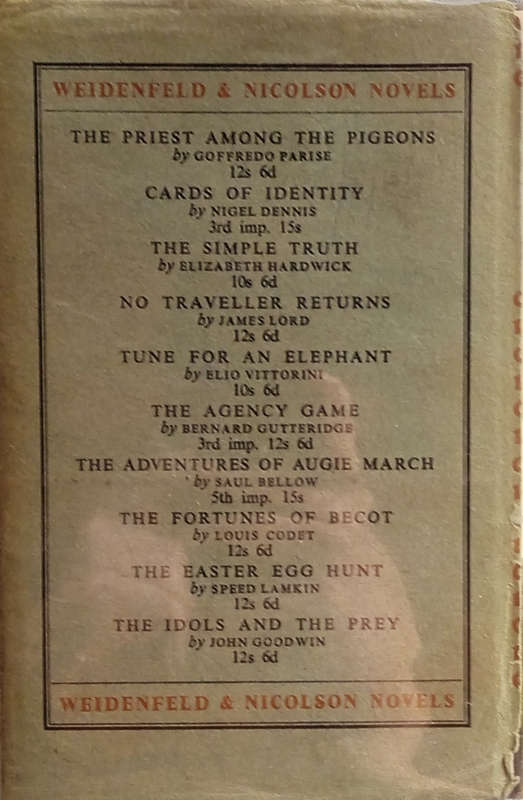 WEIDENFELD & NICOLSON NOVELS
THE PRIEST AMONG THE PIGEONS
by GOFFREDO PARISE
12s 6d
CARDS OF IDENTITY
by NIGEL DENNIS
3rd imp. 15s
THE SIMPLE TRUTH
by ELIZABETH HARDWICK
10s 6d
NO TRAVELLER RETURNS
by JAMES LORD
12s 6d
TUNE FOR AN ELEPHANT
by ELIO VITTORINI
10s 6d
THE AGENCY GAME
by BERNARD GUTTERIDGE
3rd imp. 12s 6d
THE ADVENTURES OF AUGIE MARCH
by SAUL BELLOW
5th imp. 15s
THE FORTUNES OF BECOT
by LOUIS CODET
12s 6d
THE EASTER EGG HUNT
by SPEED LAMKIN
12s 6d
THE IDOLS AND THE PREY
by JOHN GOODWIN
12s 6d
WEIDENFELD & NICOLSON NOVELS